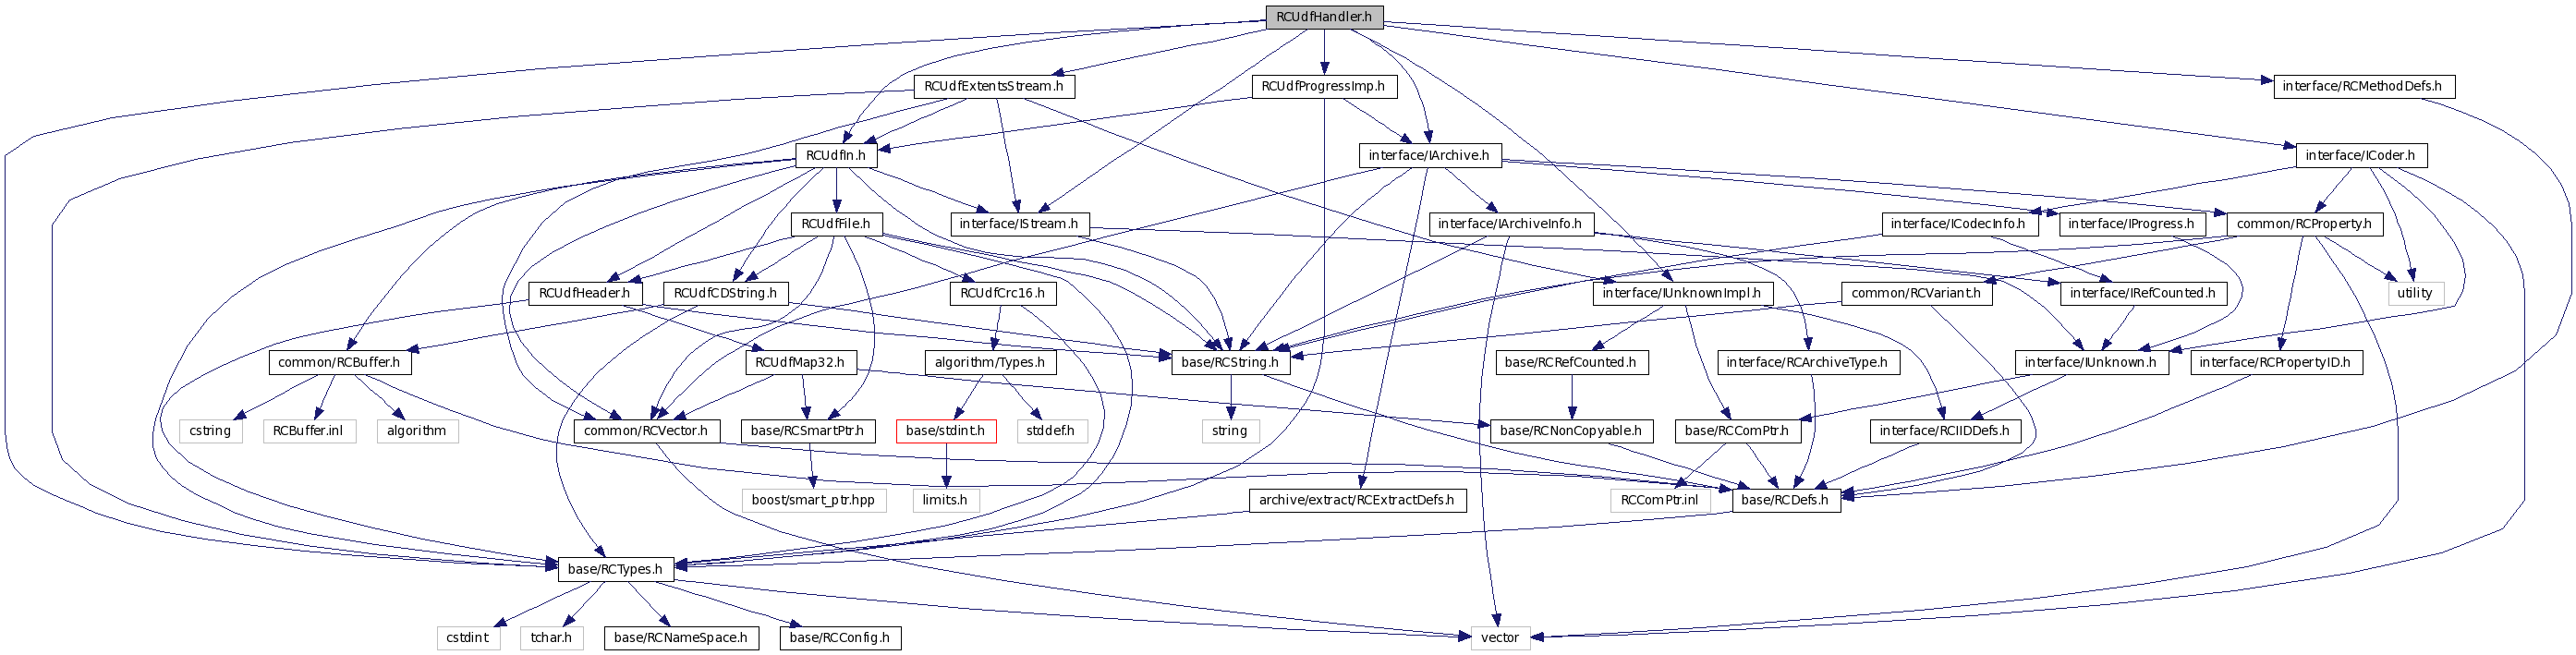 RCUdfHandler.h
RCUdfExtentsStream.h
RCUdfProgressImp.h
interface/RCMethodDefs.h
RCUdfIn.h
interface/IArchive.h
interface/ICoder.h
RCUdfFile.h
interface/IStream.h
interface/IArchiveInfo.h
interface/ICodecInfo.h
interface/IProgress.h
common/RCProperty.h
RCUdfHeader.h
RCUdfCDString.h
RCUdfCrc16.h
interface/IUnknownImpl.h
common/RCVariant.h
interface/IRefCounted.h
utility
common/RCBuffer.h
RCUdfMap32.h
algorithm/Types.h
base/RCString.h
base/RCRefCounted.h
interface/RCArchiveType.h
interface/IUnknown.h
interface/RCPropertyID.h
cstring
RCBuffer.inl
algorithm
common/RCVector.h
base/RCSmartPtr.h
base/stdint.h
stddef.h
string
base/RCNonCopyable.h
base/RCComPtr.h
interface/RCIIDDefs.h
boost/smart_ptr.hpp
limits.h
archive/extract/RCExtractDefs.h
RCComPtr.inl
base/RCDefs.h
base/RCTypes.h
cstdint
tchar.h
base/RCNameSpace.h
base/RCConfig.h
vector